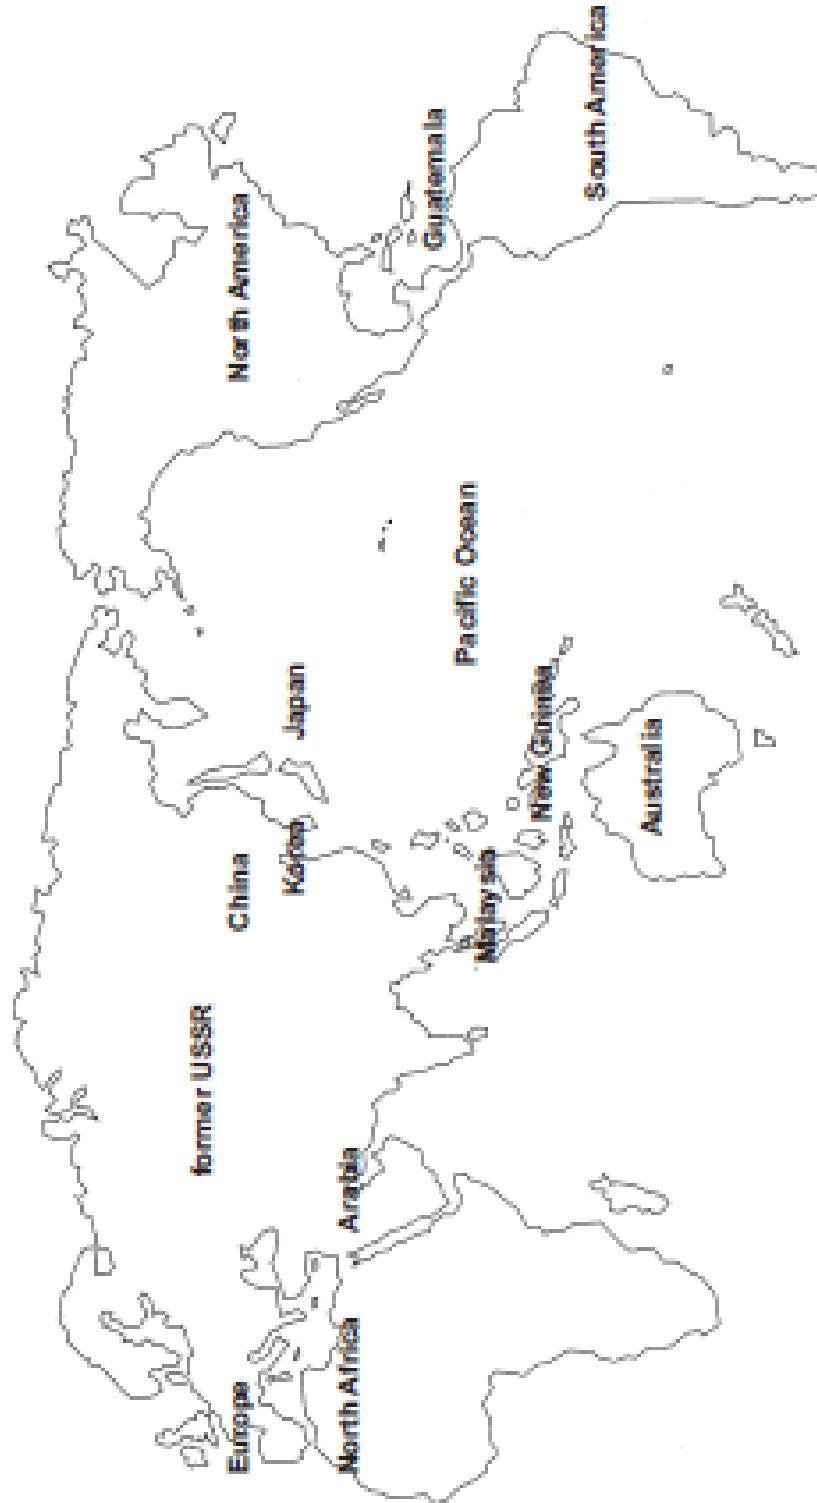 former USSR
Europe
China
North America
Korea
Japan
North Africa
Arabia
Guatemala
Pacific Ocean
Malaysia
New Guinea
South America
Australia